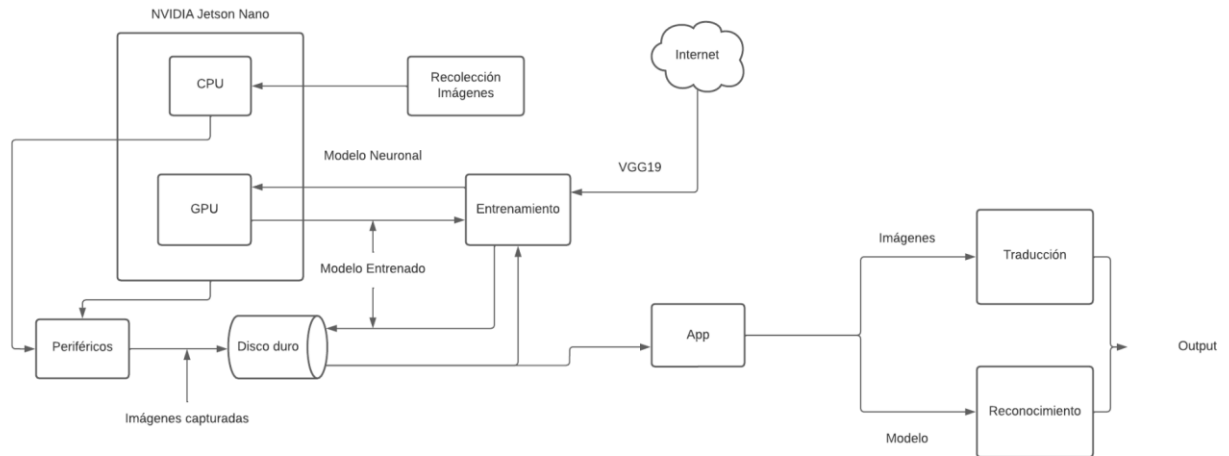 NVIDIA Jetson Nano
Internet
CPU
Recolección
Imágenes
Modelo Neuronal
VGG19
GPU
Entrenamiento
Imágenes
Traducción
Modelo Entrenado
App
Periféricos
Disco duro
Output
Imágenes capturadas
Reconocimiento
Modelo